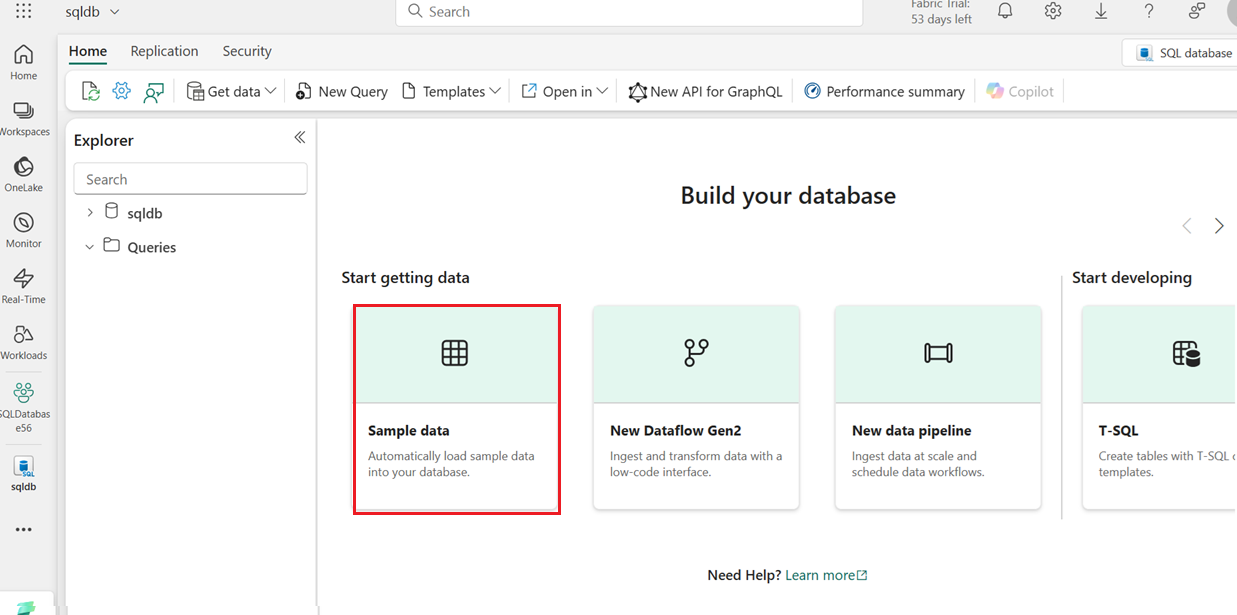 sqldb
Search
Fabric Trial:
53 days left
Home
Replication
Security
SQL database
Get data
New Query
Templates
Open in
New API for GraphQL
Performance summary
Copilot
Home
Workspaces
OneLake
Monitor
Real-Time
Workloads
SQLDatabas
e56
sqldb
Explorer
Search
sqldb
Queries
Build your database
Start getting data
Start developing
Sample data
Automatically load sample data
into your database.
New Dataflow Gen2
Ingest and transform data with a
low-code interface.
New data pipeline
Ingest data at scale and
schedule data workflows.
T-SQL
Create tables with T-SQL
templates.
Need Help? Learn more